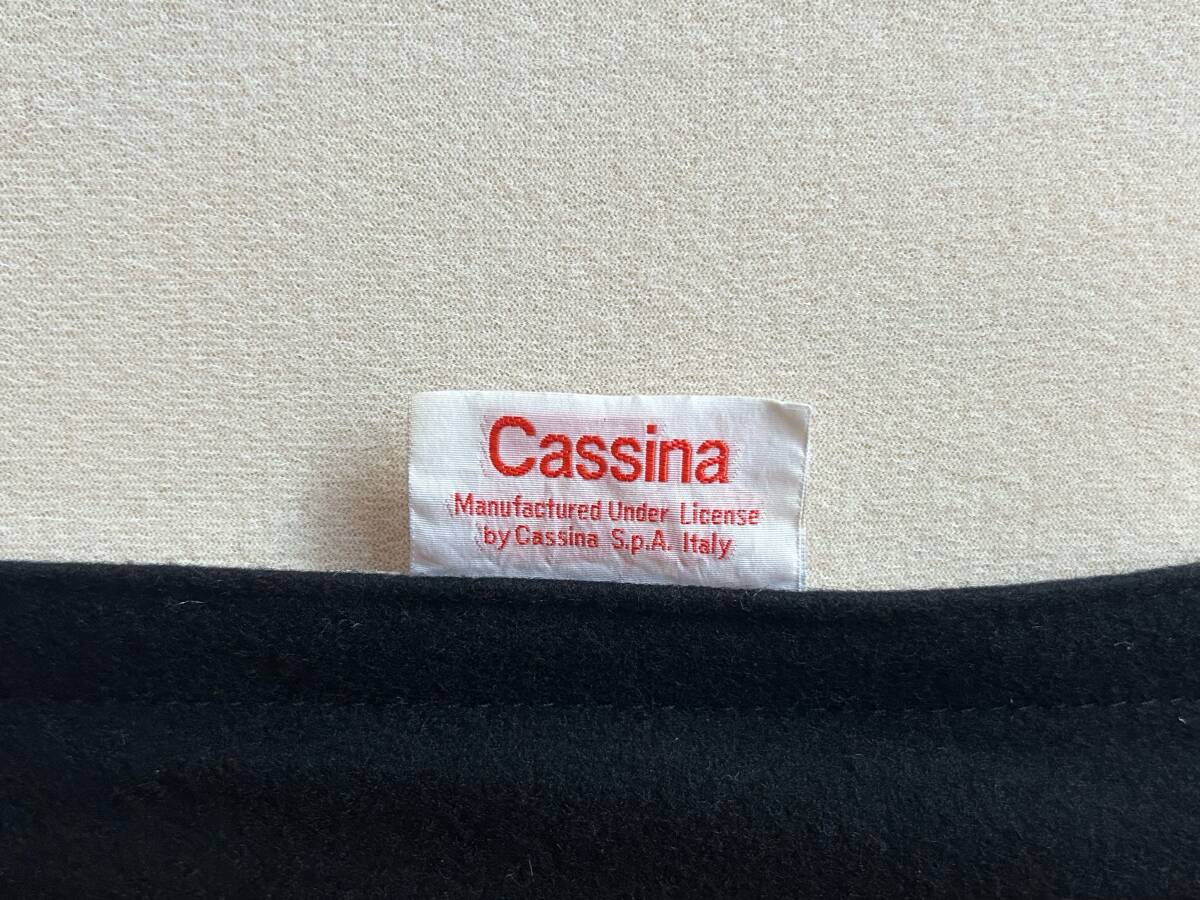 Cassina
Manufactured Under License
by Cassina S.p.A. Italy